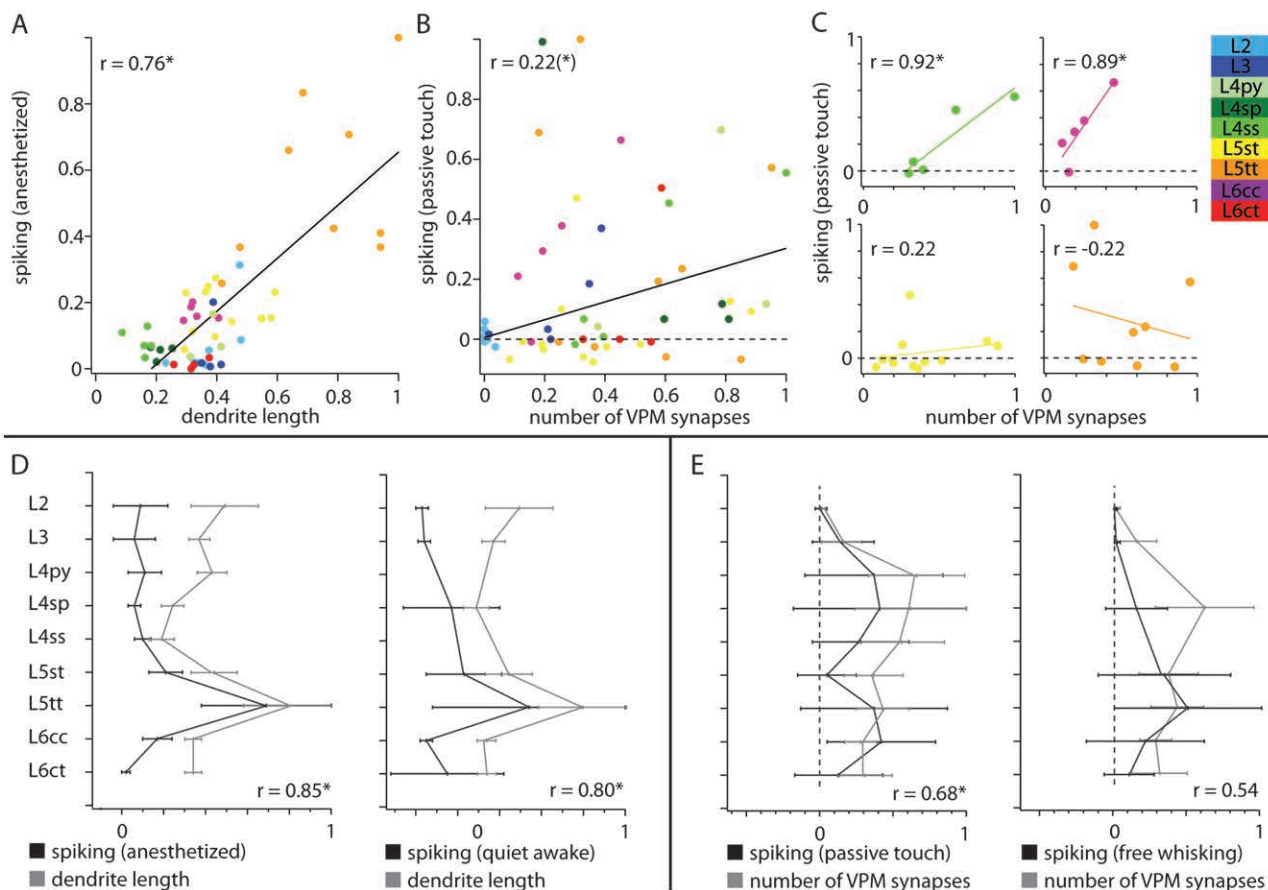 A
r = 0.76*
spiking (anesthetized)
0.8
0.6
0.4
0.2
0
0.2
0.4
0.6
0.8
1
dendrite length
B
r = 0.22(*)
spiking (passive touch)
0.8
0.6
0.4
0.2
0
0
0.2
0.4
0.6
0.8
1
number of VPM synapses
C
spiking (passive touch)
1
0
r = 0.92*
1
r = 0.89*
1
1
0
r = 0.22
1
r = -0.22
1
number of VPM synapses
L2
L3
L4py
L4sp
L4ss
L5st
L5tt
L6cc
L6ct
D
L2
L3
L4py
L4sp
L4ss
L5st
L5tt
L6cc
L6ct
r = 0.85*
0
1
spiking (anesthetized)
dendrite length
r = 0.80*
0
1
spiking (quiet awake)
dendrite length
E
r = 0.68*
0
1
spiking (passive touch)
number of VPM synapses
r = 0.54
0
1
spiking (free whisking)
number of VPM synapses